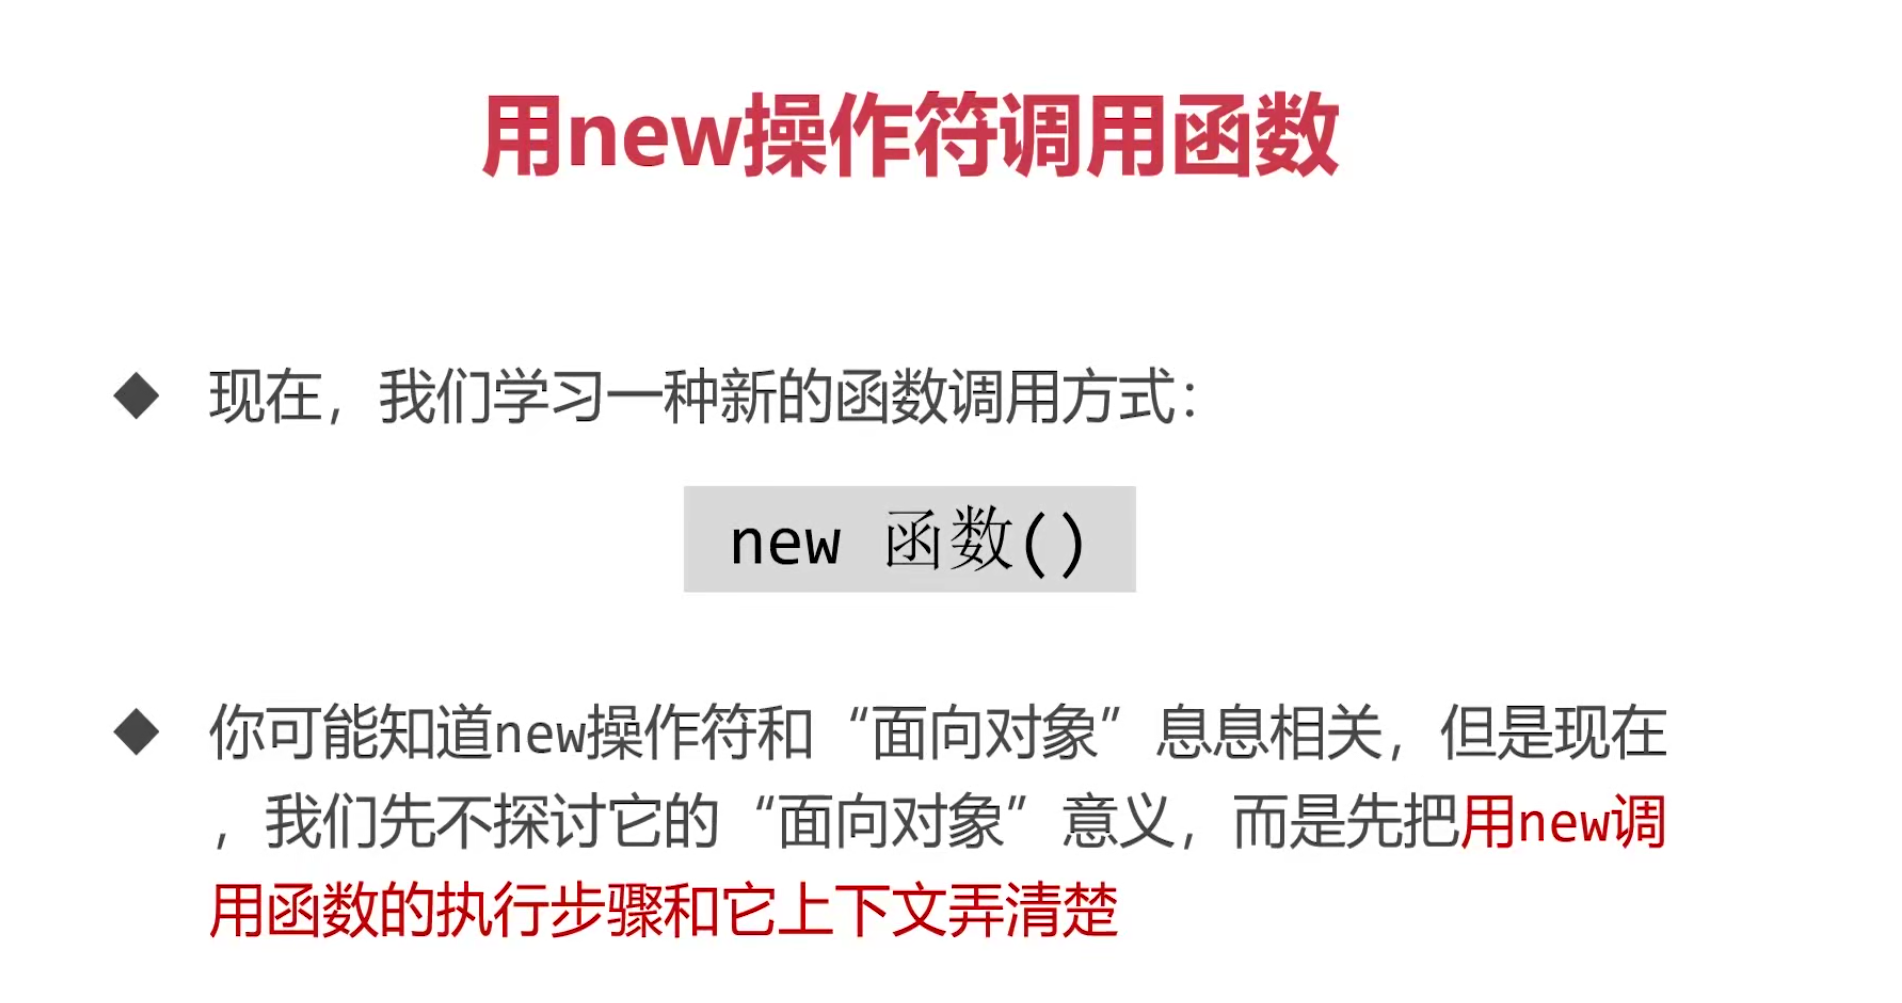 用new操作符调用函数
现在，我们学习一种新的函数调用方式：
new 函数()
你可能知道new操作符和“面向对象”息息相关，但是现在
，我们先不探讨它的“面向对象”意义，而是先把用new调
用函数的执行步骤和它上下文弄清楚